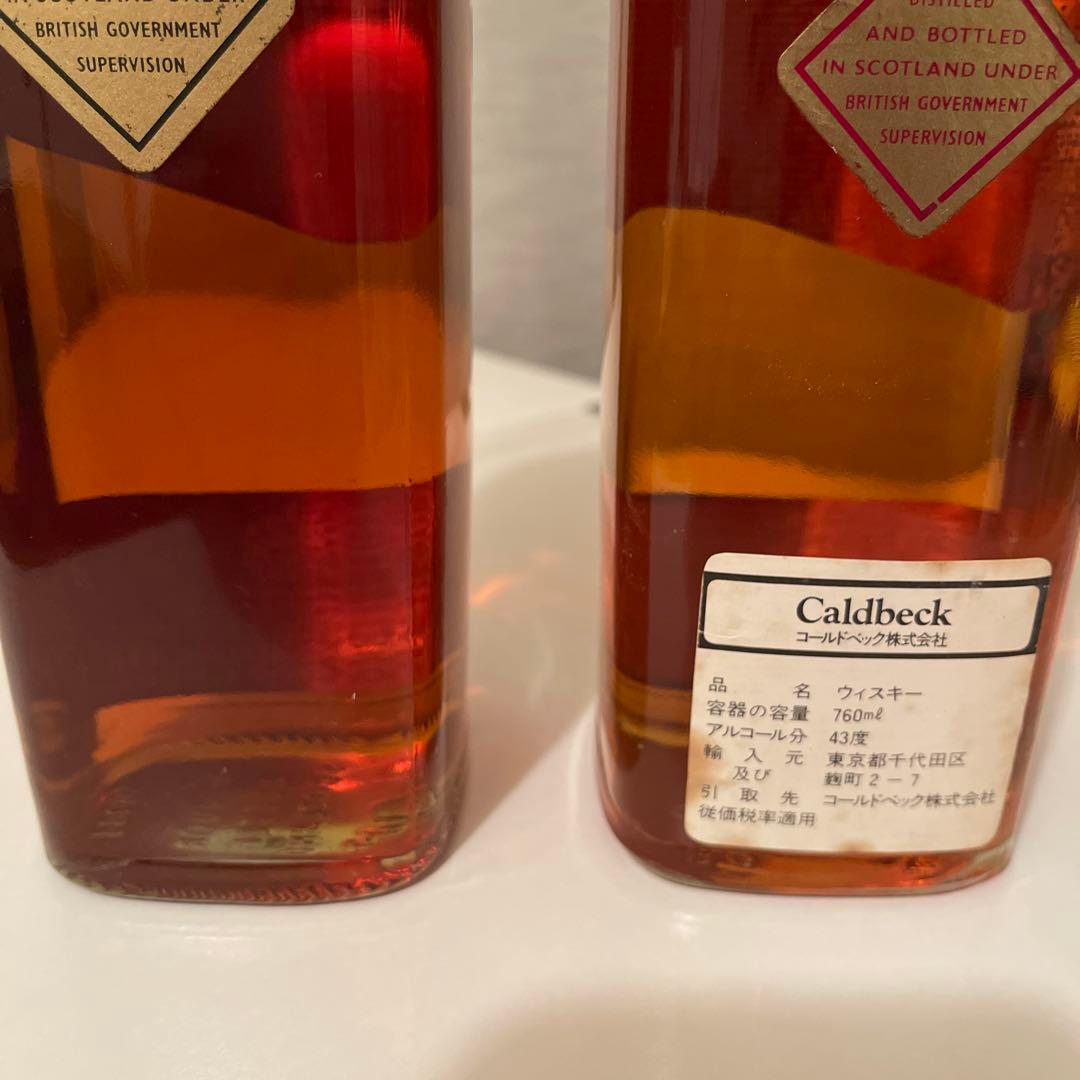 IN SCOTLAND UNDER
BRITISH GOVERNMENT
SUPERVISION
DISTILLED
AND BOTTLED
IN SCOTLAND UNDER
BRITISH GOVERNMENT
SUPERVISION
Caldbeck
コールドベック株式会社
品名 ウィスキー
容器の容量 760mℓ
アルコール分 43度
輸入元 東京都千代田区
及び 麹町2-7
引取先 コールドベック株式会社
従価税率適用